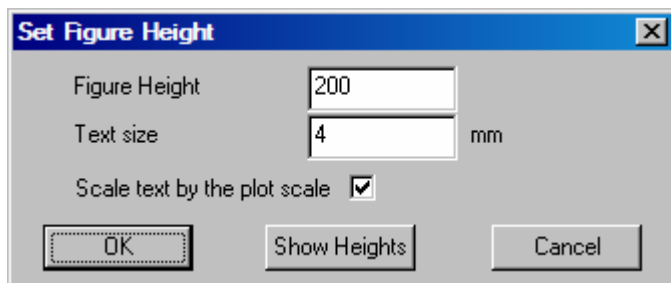 Set Figure Height
Figure Height 200
Text size 4 mm
Scale text by the plot scale
OK Show Heights Cancel